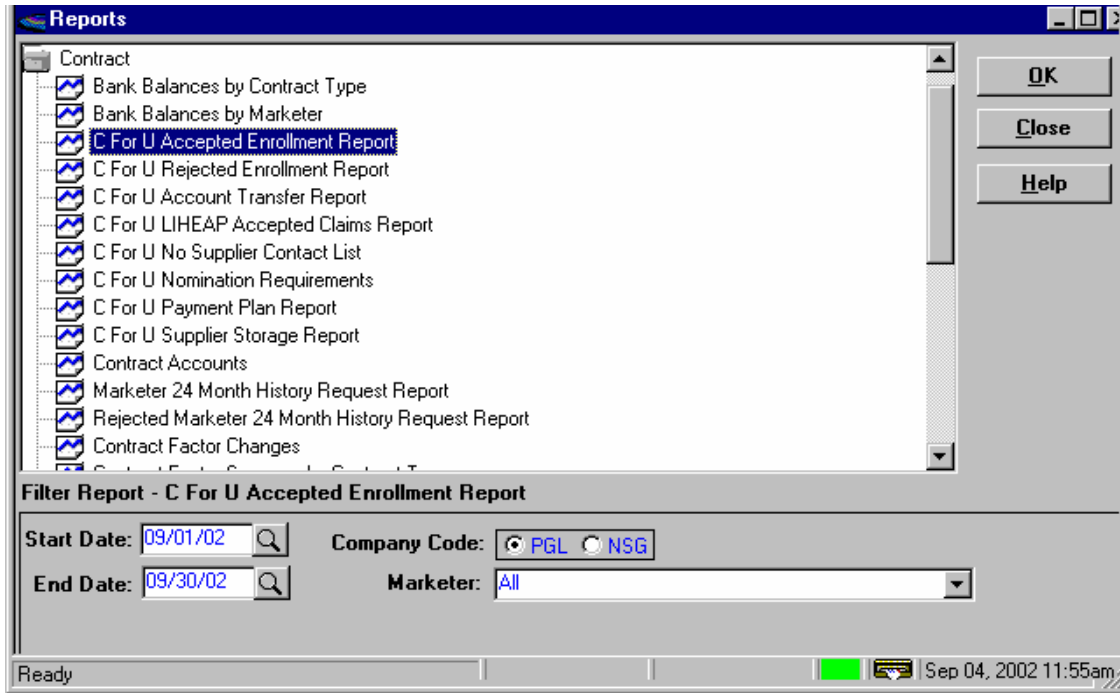 Reports
Contract
Bank Balances by Contract Type
Bank Balances by Marketer
C For U Accepted Enrollment Report
C For U Rejected Enrollment Report
C For U Account Transfer Report
C For U LIHEAP Accepted Claims Report
C For U No Supplier Contact List
C For U Nomination Requirements
C For U Payment Plan Report
C For U Supplier Storage Report
Contract Accounts
Marketer 24 Month History Request Report
Rejected Marketer 24 Month History Request Report
Contract Factor Changes
OK
Close
Help
Filter Report - C For U Accepted Enrollment Report
Start Date: 09/01/02 Company Code: PGL NSG
End Date: 09/30/02 Marketer: All
Ready Sep 04, 2002 11:55am